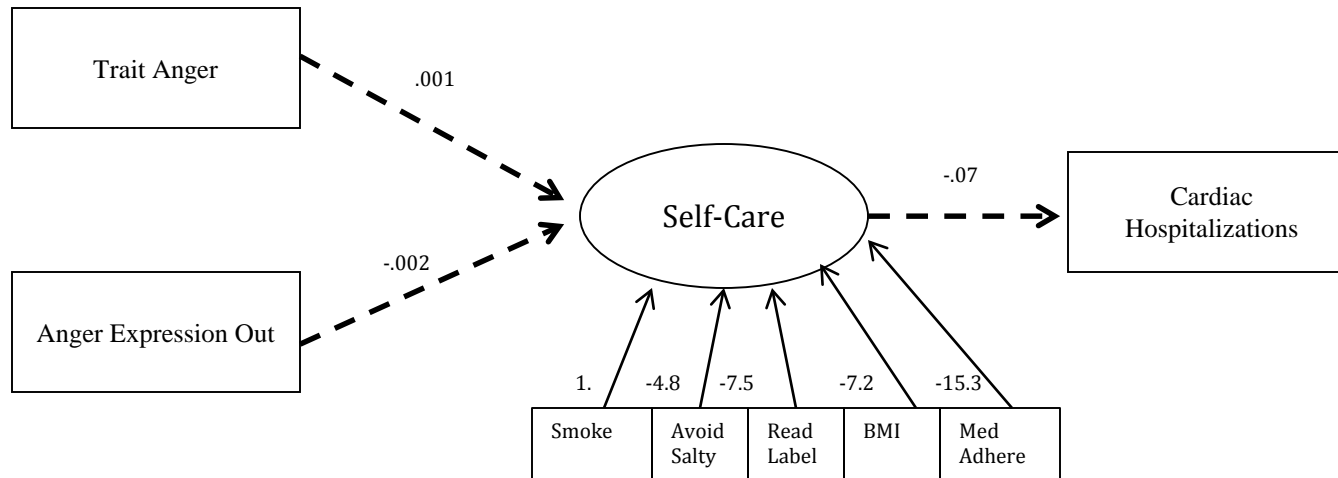 Trait Anger
.001
-.07
Self-Care
Cardiac
Hospitalizations
-.002
Anger Expression Out
1.
-4.8
-7.5
-7.2
-15.3
Smoke
Avoid
Salty
Read
Label
BMI
Med
Adhere